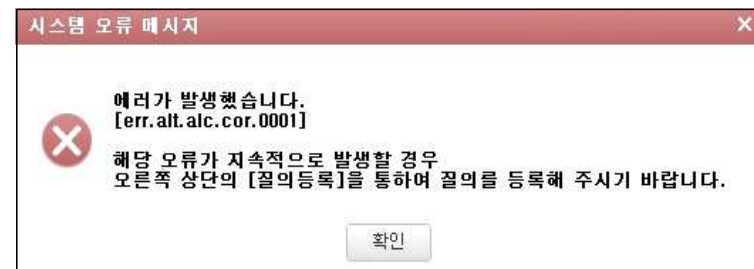 시스템 오류 메시지
에러가 발생했습니다.
[err.alt.alc.cor.0001]
해당 오류가 지속적으로 발생할 경우
오른쪽 상단의 [질의등록]을 통하여 질의를 등록해 주시기 바랍니다.
확인